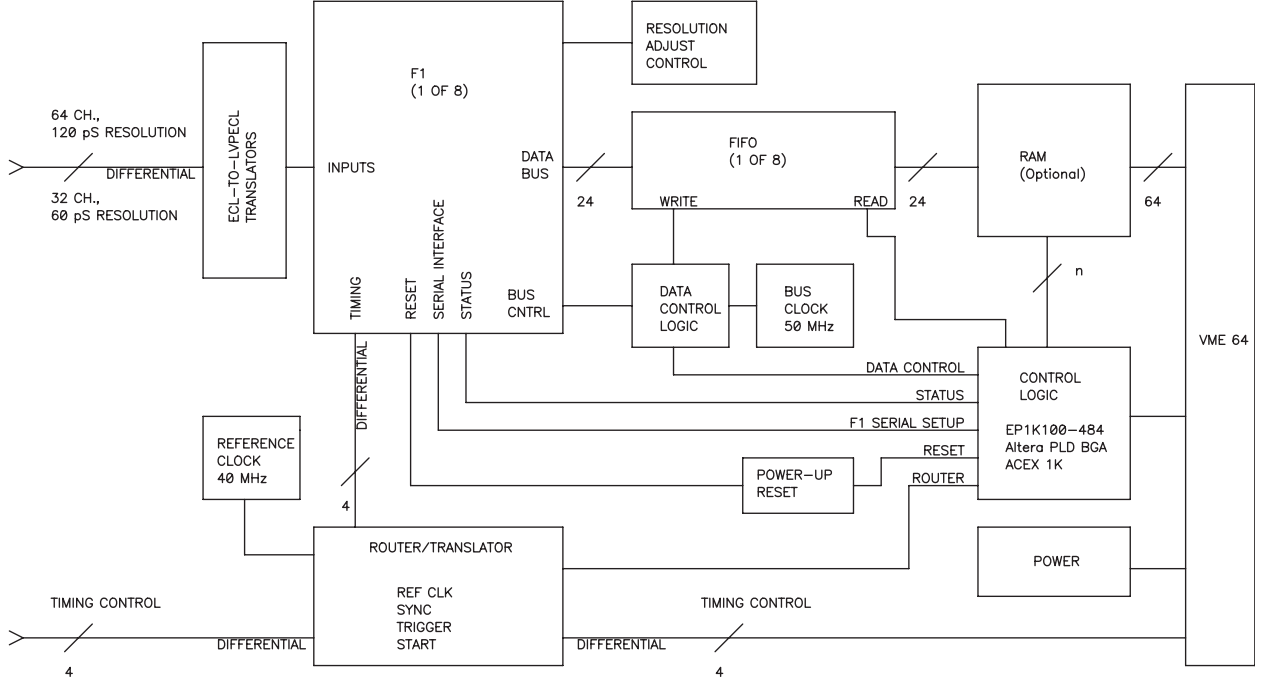 RESOLUTION
ADJUST
CONTROL
F1
(1 OF 8)
64 CH.,
120 pS RESOLUTION
DIFFERENTIAL
32 CH.,
60 pS RESOLUTION
ECL-TO-LVPECL
TRANSLATORS
INPUTS
DATA
BUS
24
FIFO
(1 OF 8)
WRITE
READ
24
RAM
(Optional)
64
n
TIMING
RESET
SERIAL INTERFACE
STATUS
BUS
CNTRL
DATA
CONTROL
LOGIC
BUS
CLOCK
50 MHz
VME 64
DIFFERENTIAL
4
DATA CONTROL
STATUS
F1 SERIAL SETUP
RESET
ROUTER
CONTROL
LOGIC
EP1K100-484
Altera PLD BGA
ACEX 1K
REFERENCE
CLOCK
40 MHz
POWER-UP
RESET
ROUTER/TRANSLATOR
REF CLK
SYNC
TRIGGER
START
POWER
TIMING CONTROL
DIFFERENTIAL
4
TIMING CONTROL
DIFFERENTIAL
4